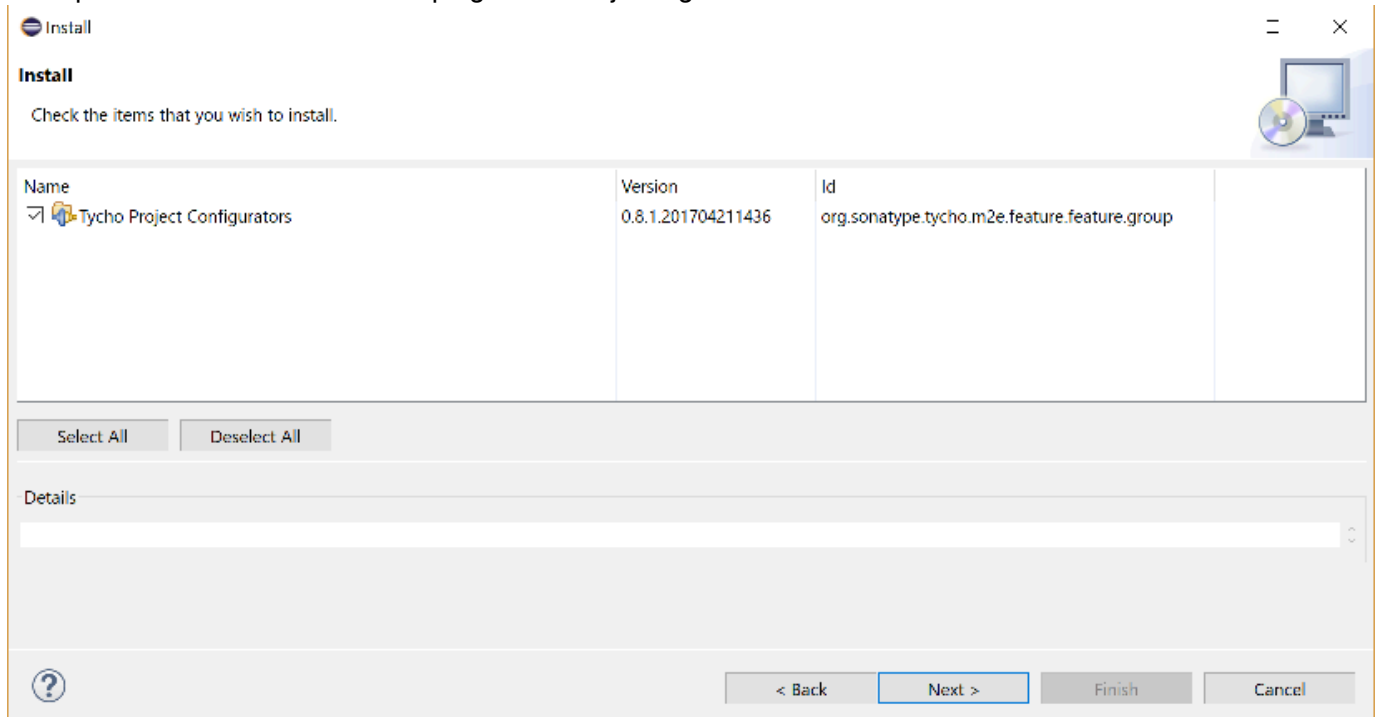 Install
Install
Check the items that you wish to install.
Name Version Id
Tycho Project Configurators 0.8.1.201704211436 org.sonatype.tycho.m2e.feature.feature.group
Select All Deselect All
Details
? < Back Next > Finish Cancel